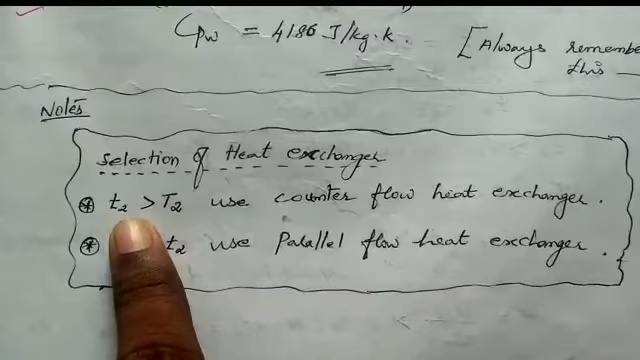 Cpw = 4186 J/kg.k.
[Always remembe
this —
Notes
Selection of Heat exchanger
⊛ t2 > T2 use counter flow heat exchanger.
⊛ t2 use Parallel flow heat exchanger.